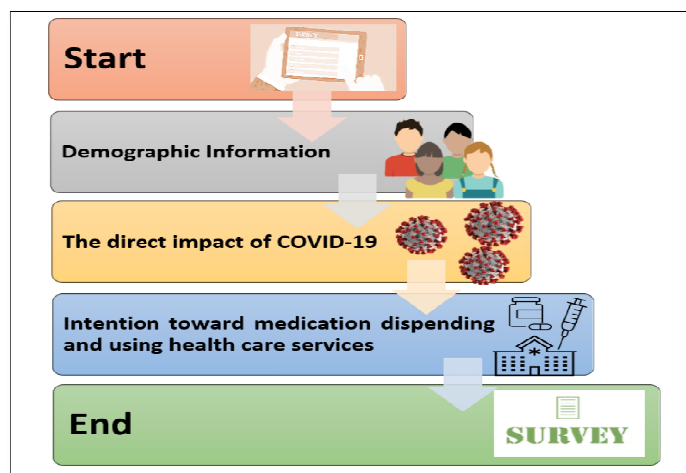 Start
Demographic Information
The direct impact of COVID-19
Intention toward medication dispending
and using health care services
End
SURVEY